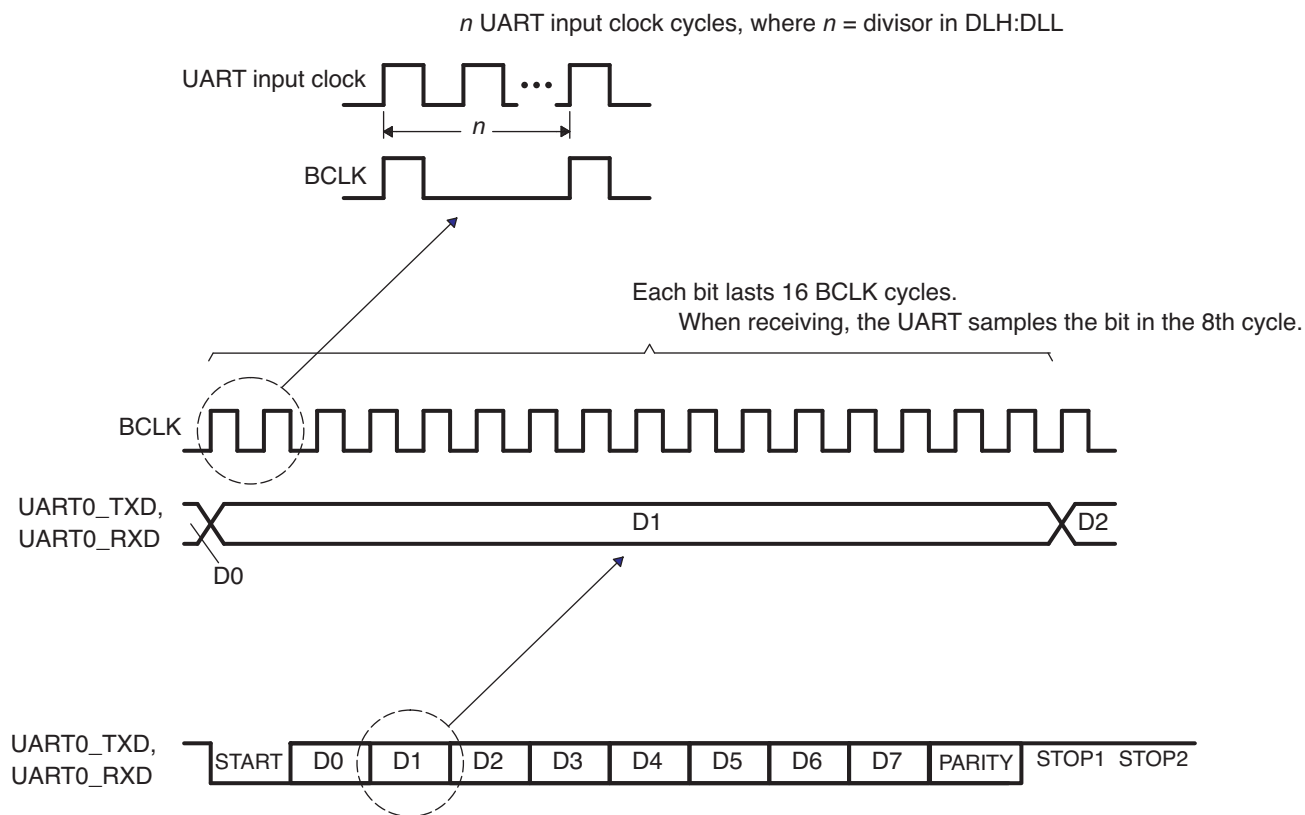 n UART input clock cycles, where n = divisor in DLH:DLL
UART input clock
n
BCLK
Each bit lasts 16 BCLK cycles.
When receiving, the UART samples the bit in the 8th cycle.
BCLK
UART0_TXD,
UART0_RXD
D1
D2
D0
UART0_TXD,
UART0_RXD
START D0 D1 D2 D3 D4 D5 D6 D7 PARITY STOP1 STOP2